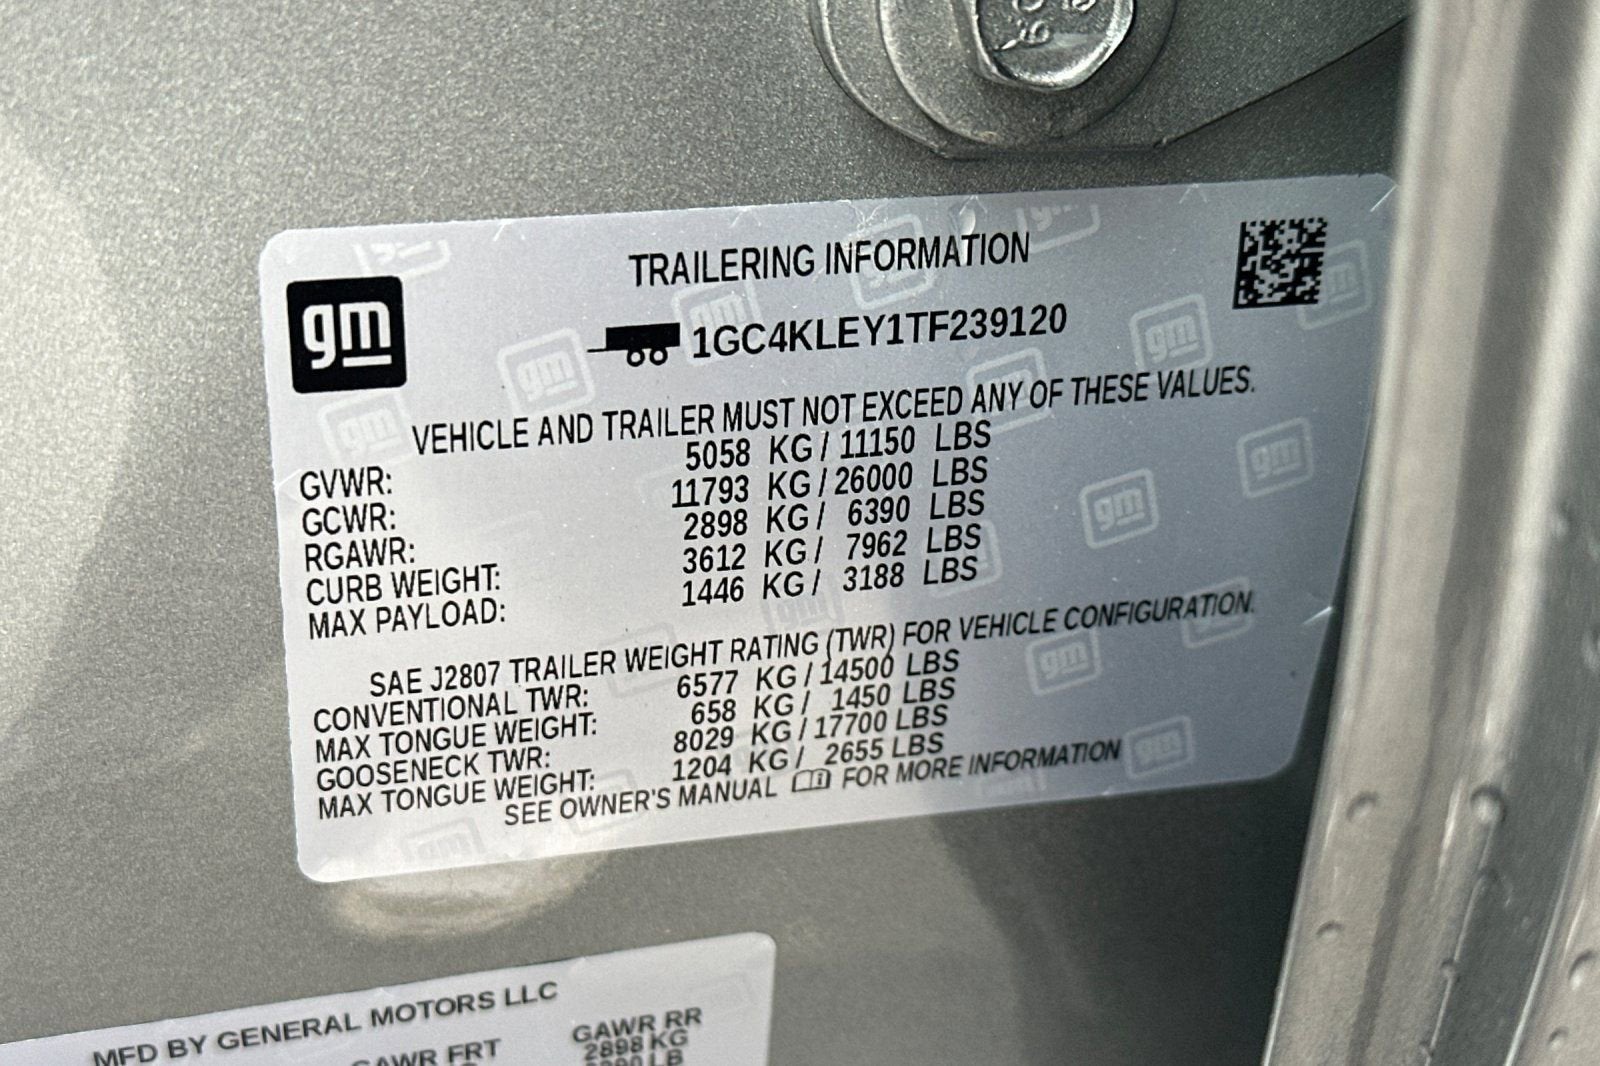 TRAILERING INFORMATION
gm
1GC4KLEY1TF239120
VEHICLE AND TRAILER MUST NOT EXCEED ANY OF THESE VALUES.
GVWR: 5058 KG / 11150 LBS
GCWR: 11793 KG / 26000 LBS
RGAWR: 2898 KG / 6390 LBS
CURB WEIGHT: 3612 KG / 7962 LBS
MAX PAYLOAD: 1446 KG / 3188 LBS
SAE J2807 TRAILER WEIGHT RATING (TWR) FOR VEHICLE CONFIGURATION.
CONVENTIONAL TWR: 6577 KG / 14500 LBS
MAX TONGUE WEIGHT: 658 KG / 1450 LBS
GOOSENECK TWR: 8029 KG / 17700 LBS
MAX TONGUE WEIGHT: 1204 KG / 2655 LBS
SEE OWNER'S MANUAL FOR MORE INFORMATION
MFD BY GENERAL MOTORS LLC
GAWR FRT GAWR RR
2898 KG